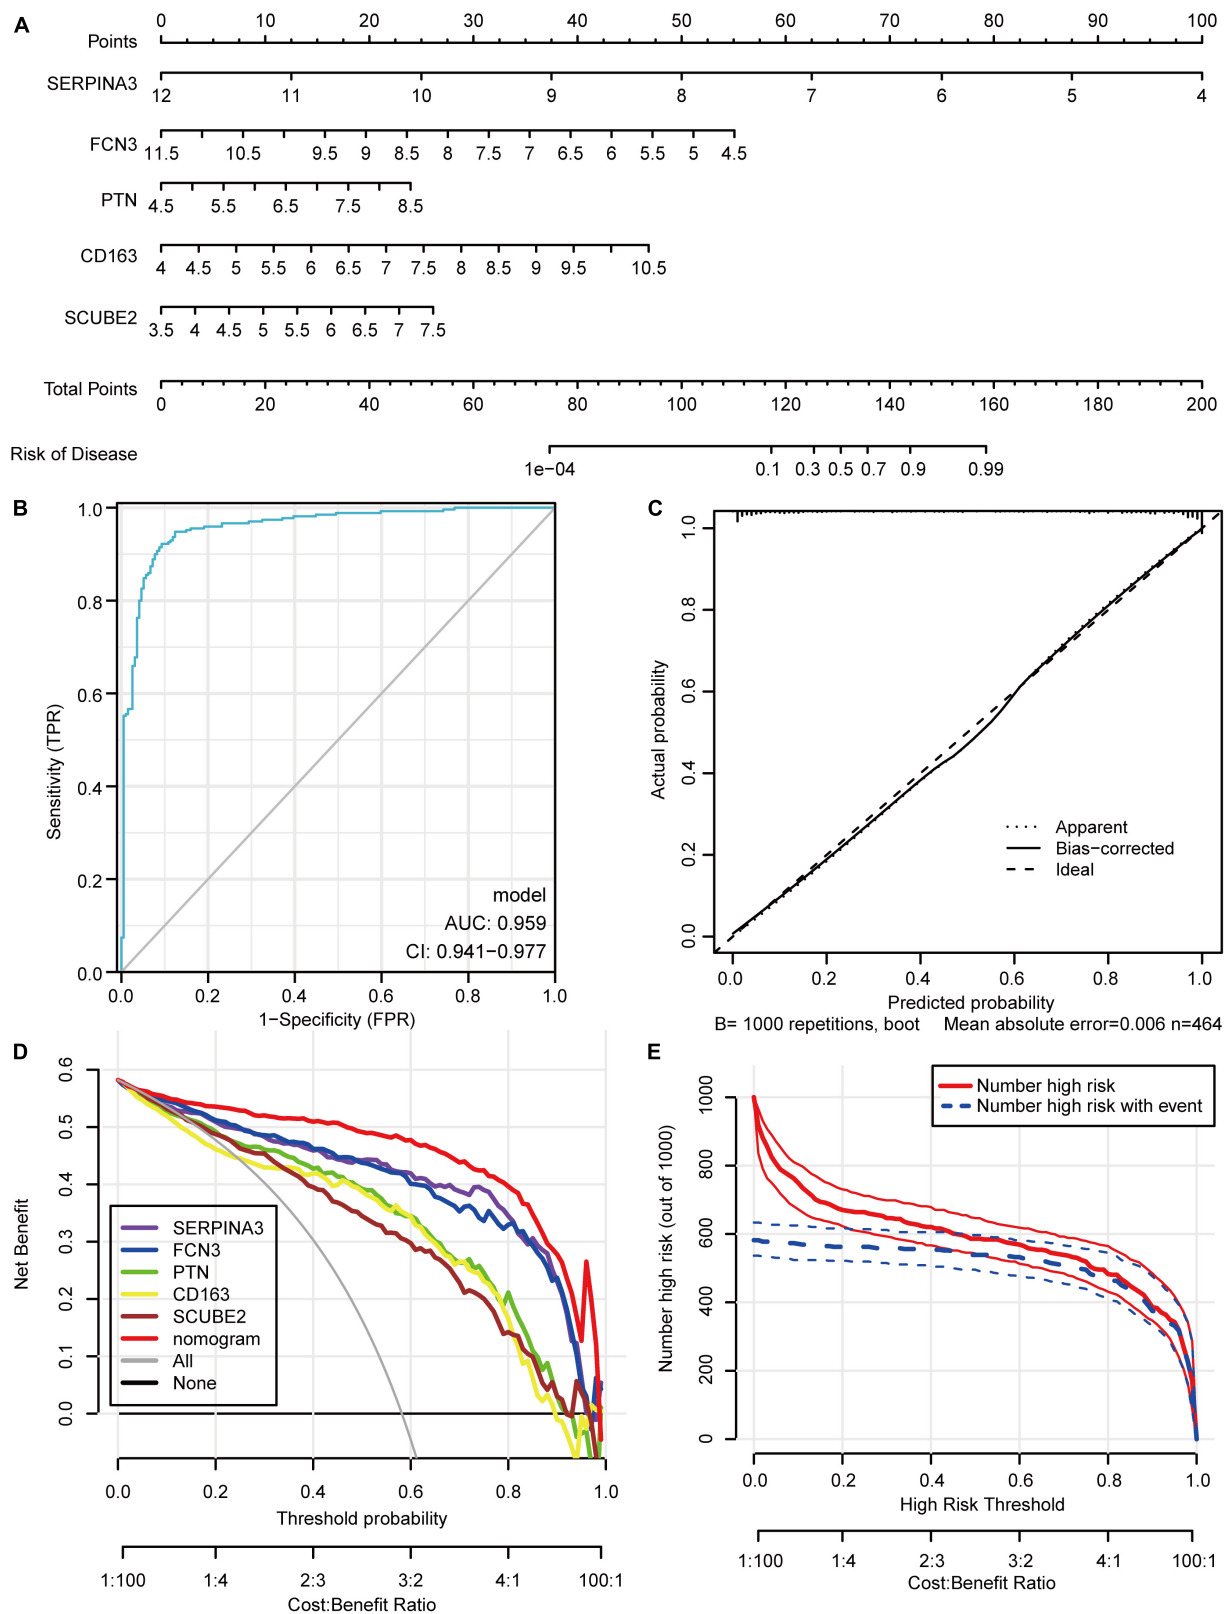 A
0 10 20 30 40 50 60 70 80 90 100
Points
SERPINA3
12 11 10 9 8 7 6 5 4
FCN3
11.5 10.5 9.5 9 8.5 8 7.5 7 6.5 6 5.5 5 4.5
PTN
4.5 5.5 6.5 7.5 8.5
CD163
4 4.5 5 5.5 6 6.5 7 7.5 8 8.5 9 9.5 10.5
SCUBE2
3.5 4 4.5 5 5.5 6 6.5 7 7.5
Total Points
0 20 40 60 80 100 120 140 160 180 200
Risk of Disease
1e−04 0.1 0.3 0.5 0.7 0.9 0.99
B
1.0
0.8
0.6
0.4
0.2
0.0
Sensitivity (TPR)
model
AUC: 0.959
CI: 0.941−0.977
0.0 0.2 0.4 0.6 0.8 1.0
1−Specificity (FPR)
C
1.0
0.8
0.6
0.4
0.2
0.0
Actual probability
Apparent
Bias−corrected
Ideal
0.0 0.2 0.4 0.6 0.8 1.0
Predicted probability
B= 1000 repetitions, boot Mean absolute error=0.006 n=464
D
0.6
0.5
0.4
0.3
0.2
0.1
0.0
Net Benefit
SERPINA3
FCN3
PTN
CD163
SCUBE2
nomogram
All
None
0.0 0.2 0.4 0.6 0.8 1.0
Threshold probability
1:100 1:4 2:3 3:2 4:1 100:1
Cost:Benefit Ratio
E
1000
800
600
400
200
0
Number high risk (out of 1000)
Number high risk
Number high risk with event
0.0 0.2 0.4 0.6 0.8 1.0
High Risk Threshold
1:100 1:4 2:3 3:2 4:1 100:1
Cost:Benefit Ratio